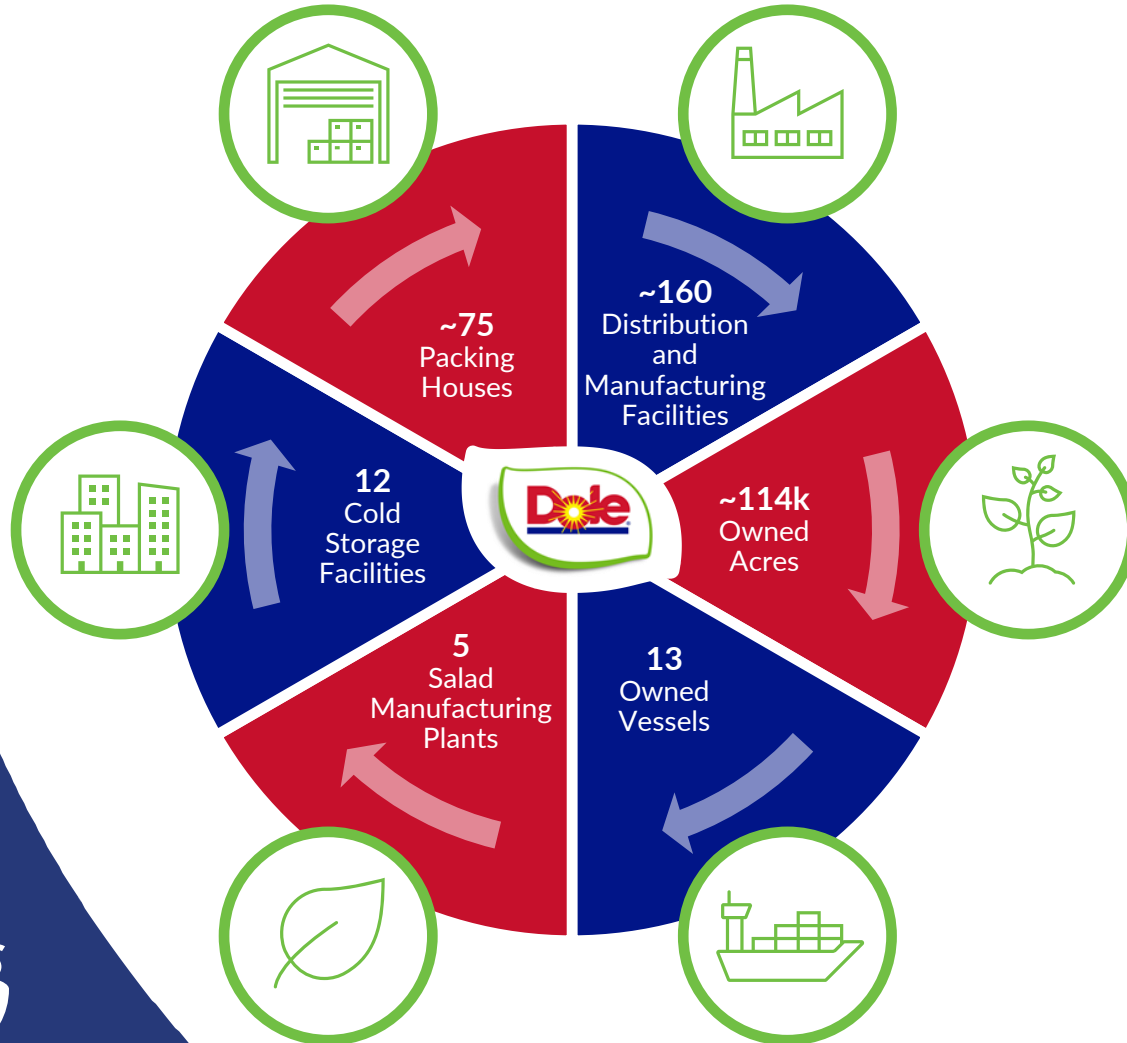 ~75
Packing
Houses
~160
Distribution
and
Manufacturing
Facilities
12
Cold
Storage
Facilities
Dole
~114k
Owned
Acres
5
Salad
Manufacturing
Plants
13
Owned
Vessels